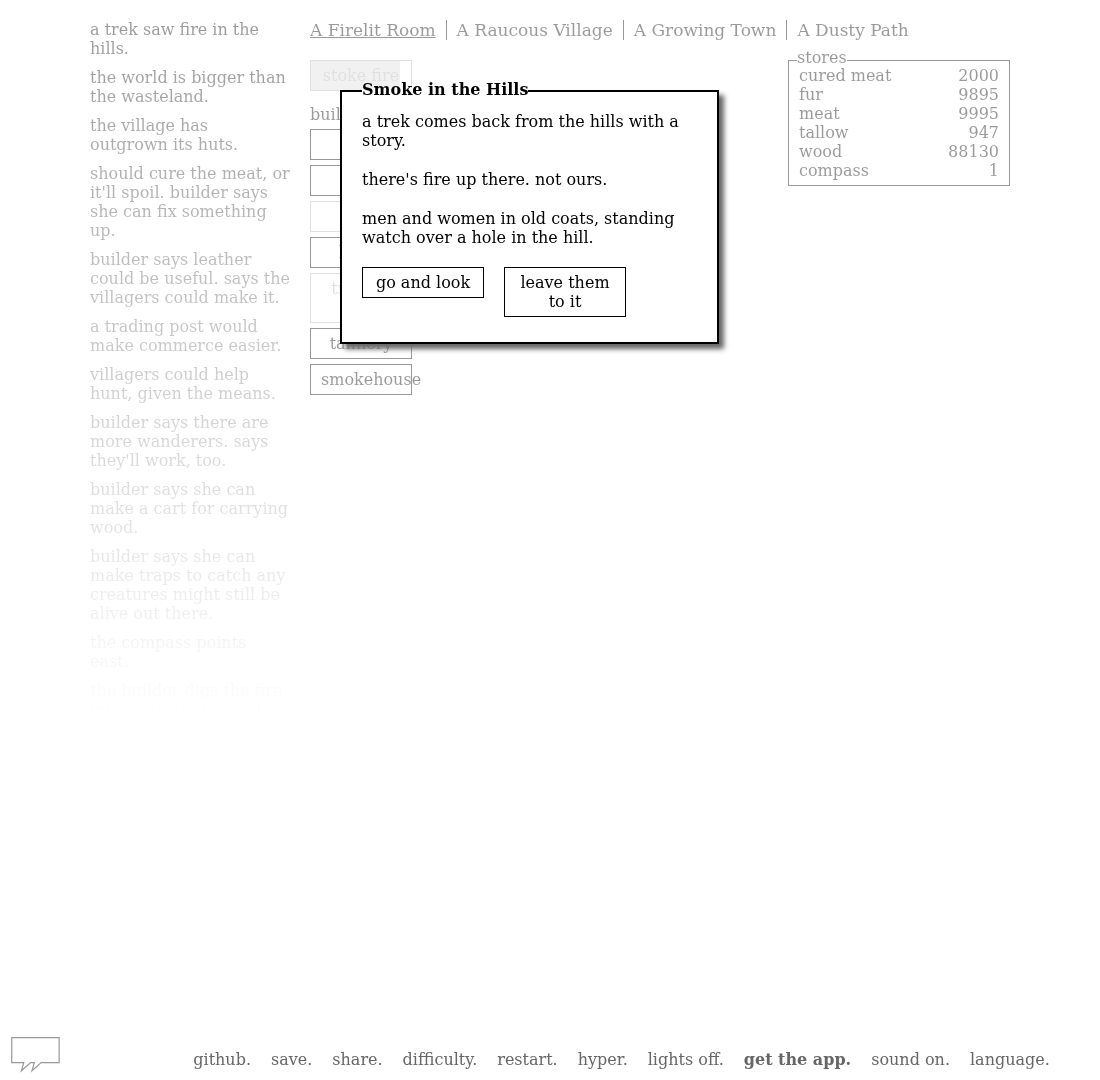 a trek saw fire in the
hills.
the world is bigger than
the wasteland.
the village has
outgrown its huts.
should cure the meat, or
it'll spoil. builder says
she can fix something
up.
builder says leather
could be useful. says the
villagers could make it.
a trading post would
make commerce easier.
villagers could help
hunt, given the means.
builder says there are
more wanderers. says
they'll work, too.
builder says she can
make a cart for carrying
wood.
builder says she can
make traps to catch any
creatures might still be
alive out there.
the compass points
east.
the builder dims the fire
A Firelit Room
A Raucous Village
A Growing Town
A Dusty Path
stoke fire
Smoke in the Hills
a trek comes back from the hills with a
story.
there's fire up there. not ours.
men and women in old coats, standing
watch over a hole in the hill.
go and look
leave them
to it
tannery
smokehouse
stores
cured meat 2000
fur 9895
meat 9995
tallow 947
wood 88130
compass 1
github. save. share. difficulty. restart. hyper. lights off. get the app. sound on. language.